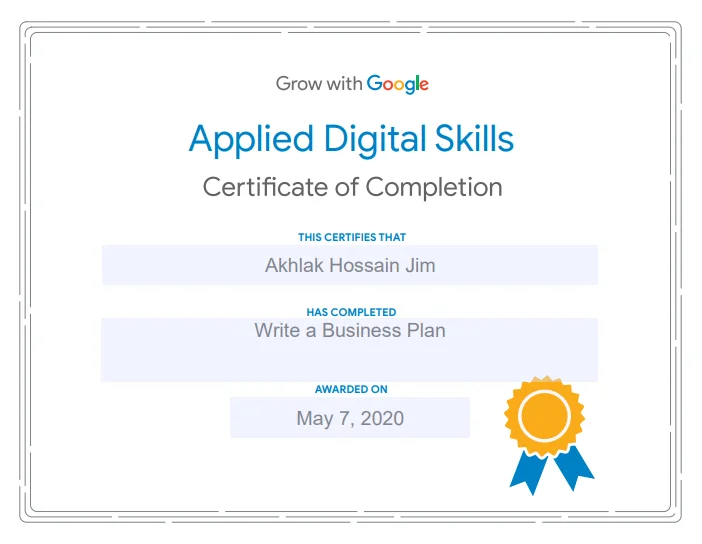 Grow with Google
Applied Digital Skills
Certificate of Completion
THIS CERTIFIES THAT
Akhlak Hossain Jim
HAS COMPLETED
Write a Business Plan
AWARDED ON
May 7, 2020